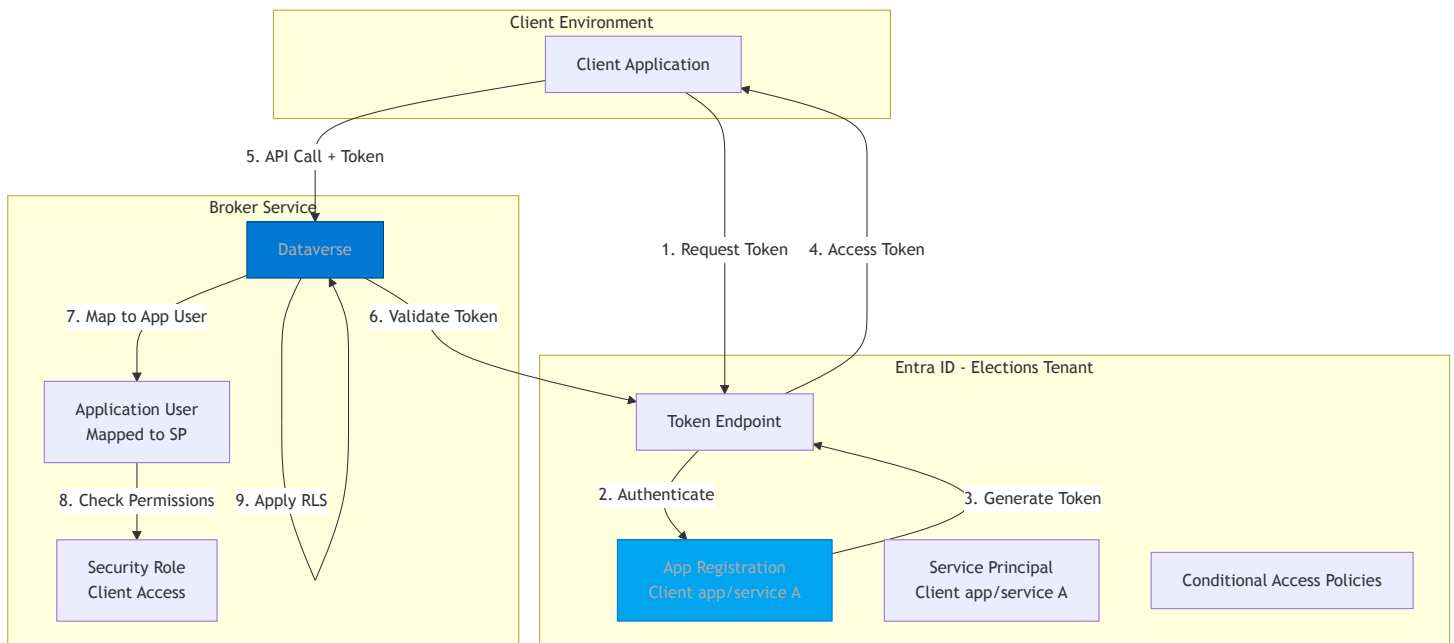 Client Environment
Client Application
5. API Call + Token
Broker Service
Dataverse
1. Request Token
4. Access Token
7. Map to App User
6. Validate Token
Entra ID - Elections Tenant
Application User
Mapped to SP
Token Endpoint
8. Check Permissions
9. Apply RLS
2. Authenticate
3. Generate Token
Security Role
Client Access
App Registration
Client app/service A
Service Principal
Client app/service A
Conditional Access Policies